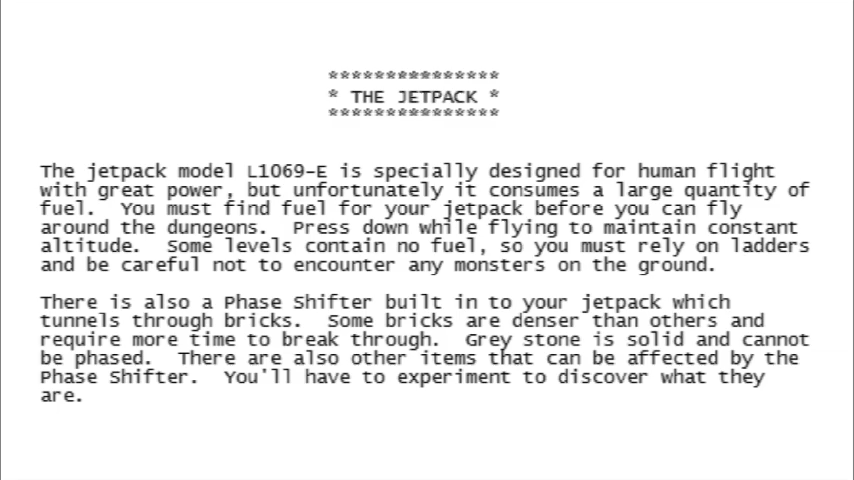 ***************
* THE JETPACK *
***************
The jetpack model L1069-E is specially designed for human flight
with great power, but unfortunately it consumes a large quantity of
fuel.  You must find fuel for your jetpack before you can fly
around the dungeons.  Press down while flying to maintain constant
altitude.  Some levels contain no fuel, so you must rely on ladders
and be careful not to encounter any monsters on the ground.
There is also a Phase Shifter built in to your jetpack which
tunnels through bricks.  Some bricks are denser than others and
require more time to break through.  Grey stone is solid and cannot
be phased.  There are also other items that can be affected by the
Phase Shifter.  You'll have to experiment to discover what they
are.